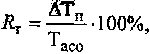 R_т = ΔT_п / T_асо · 100%,